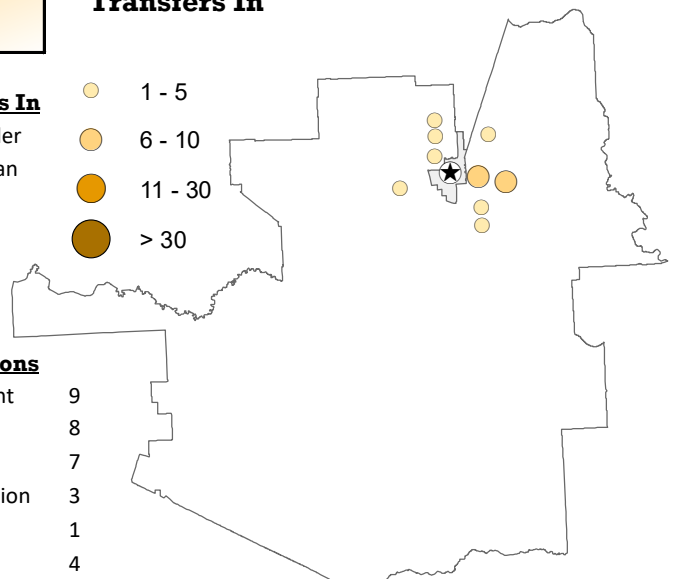 Transfers In
s In
ler
an
1 - 5
6 - 10
11 - 30
> 30
ons
nt 9
8
7
ion 3
1
4